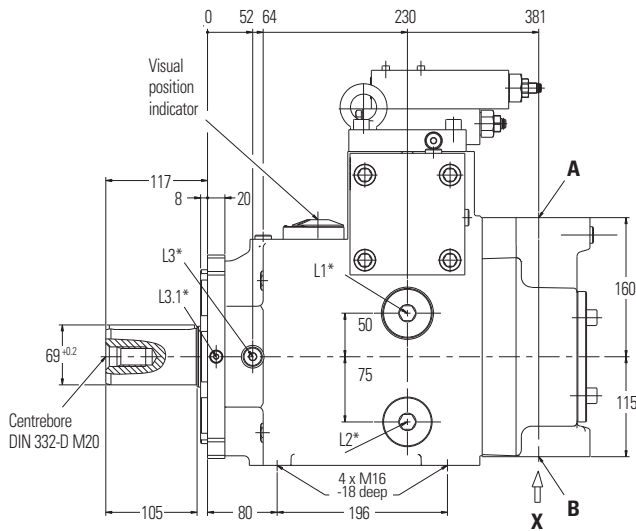 0 52 64 230 381
Visual
position
indicator
117
8 20
A
L3*
L1*
L3.1*
160
50
69 +0.2
75
115
Centrebore
DIN 332-D M20
L2*
4 x M16
-18 deep
B
105 80 196
X